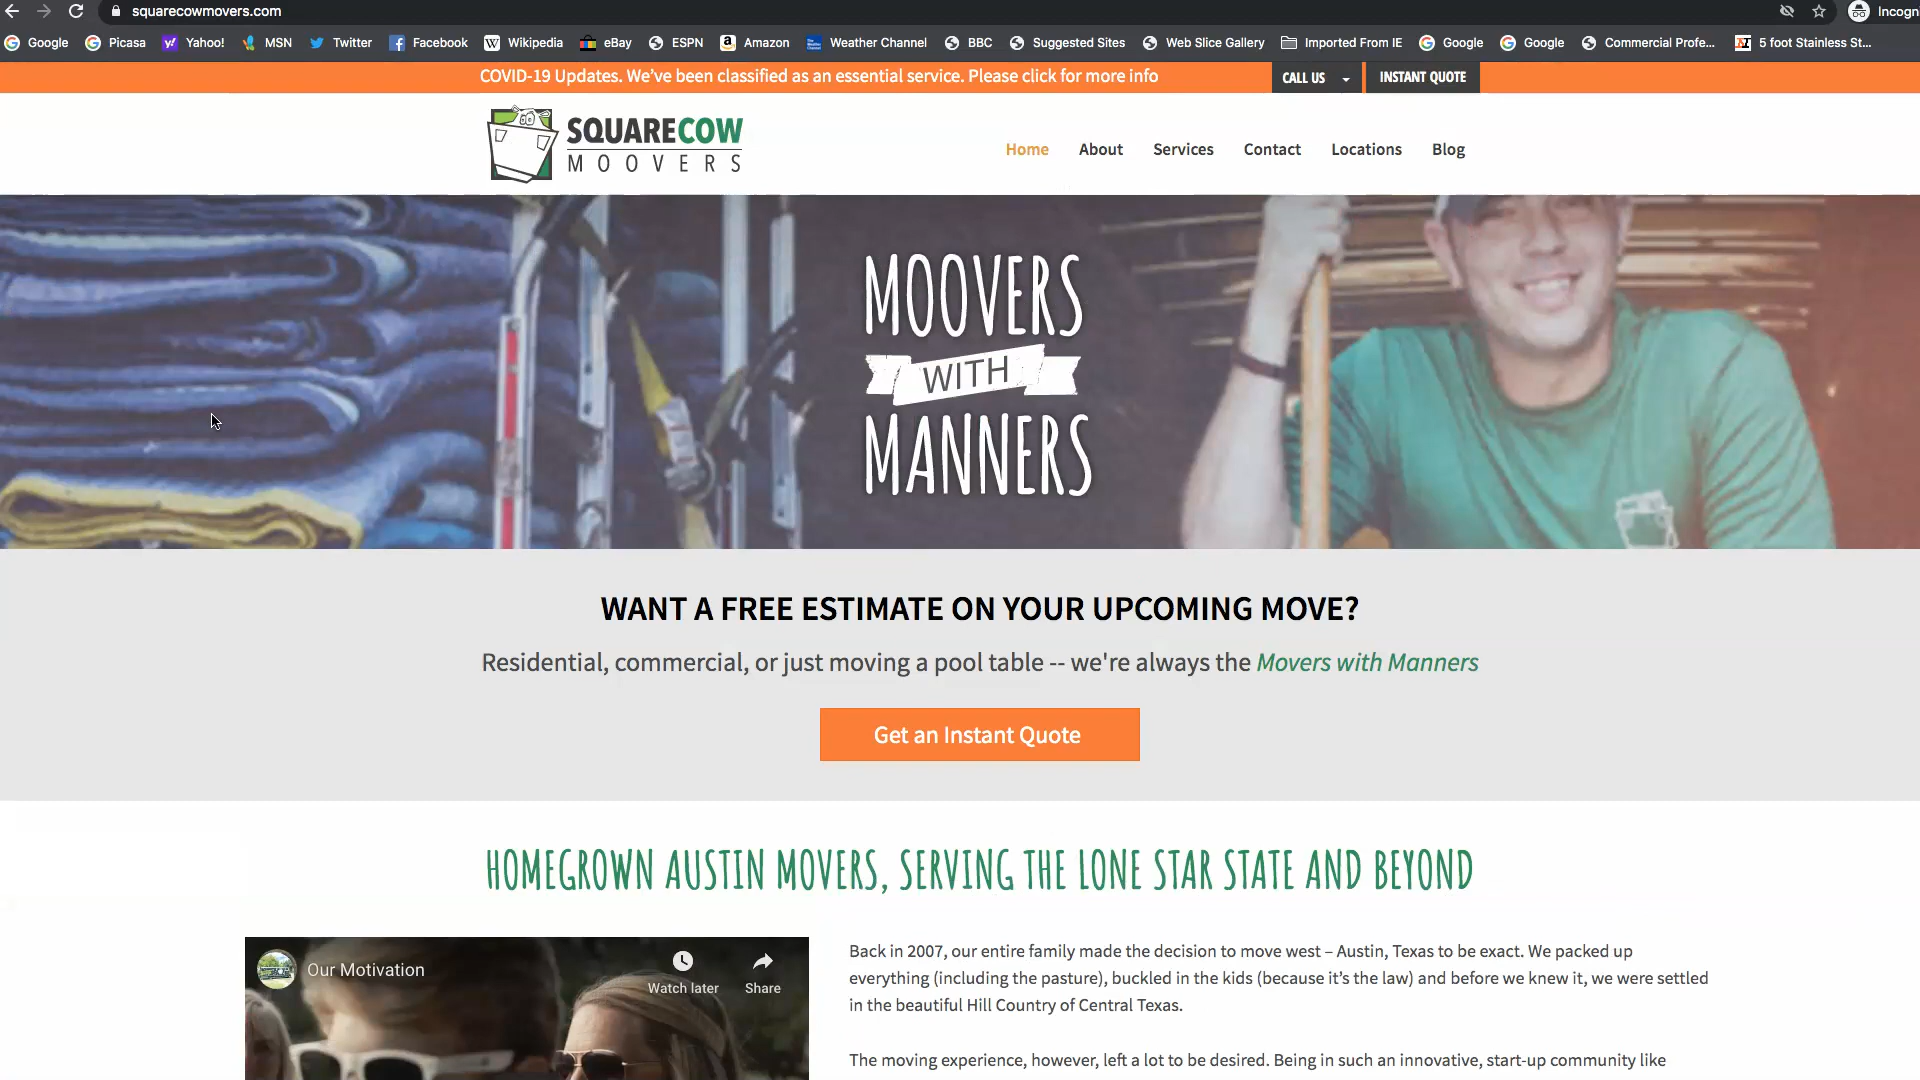 squarecowmovers.com
Incogn
Google Picasa Yahoo! MSN Twitter Facebook Wikipedia eBay ESPN Amazon Weather Channel BBC Suggested Sites Web Slice Gallery Imported From IE Google Google Commercial Profe... 5 foot Stainless St...
COVID-19 Updates. We’ve been classified as an essential service. Please click for more info
CALL US
INSTANT QUOTE
SQUARECOW
MOOVERS
Home About Services Contact Locations Blog
MOOVERS
WITH
MANNERS
WANT A FREE ESTIMATE ON YOUR UPCOMING MOVE?
Residential, commercial, or just moving a pool table -- we're always the Movers with Manners
Get an Instant Quote
HOMEGROWN AUSTIN MOVERS, SERVING THE LONE STAR STATE AND BEYOND
Our Motivation
Watch later
Share
Back in 2007, our entire family made the decision to move west – Austin, Texas to be exact. We packed up
everything (including the pasture), buckled in the kids (because it’s the law) and before we knew it, we were settled
in the beautiful Hill Country of Central Texas.
The moving experience, however, left a lot to be desired. Being in such an innovative, start-up community like